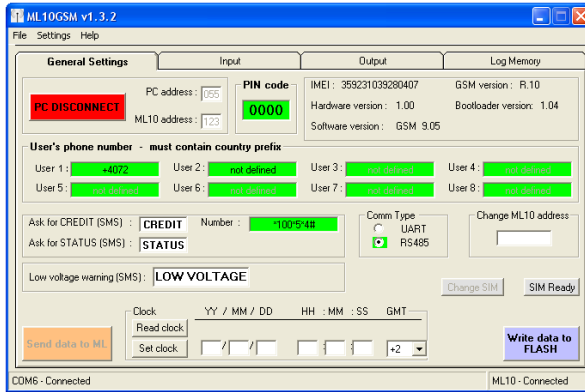 ML10GSM v1.3.2
File Settings Help
General Settings Input Output Log Memory
PC DISCONNECT
PC address : 055
ML10 address : 123
PIN code
0000
IMEI : 359231039280407 GSM version : R.10
Hardware version : 1.00 Bootloader version: 1.04
Software version : GSM 9.05
User's phone number - must contain country prefix
User 1 : +4072 User 2 : not defined User 3 : not defined User 4 : not defined
User 5 : not defined User 6 : not defined User 7 : not defined User 8 : not defined
Ask for CREDIT (SMS) : CREDIT Number : *100*5*4#
Ask for STATUS (SMS) : STATUS
Comm Type
UART
RS485
Change ML10 address
Low voltage warning (SMS) : LOW VOLTAGE
Change SIM SIM Ready
Send data to ML
Clock YY / MM / DD HH : MM : SS GMT
Read clock
Set clock / / : : +2
Write data to
FLASH
COM6 - Connected ML10 - Connected